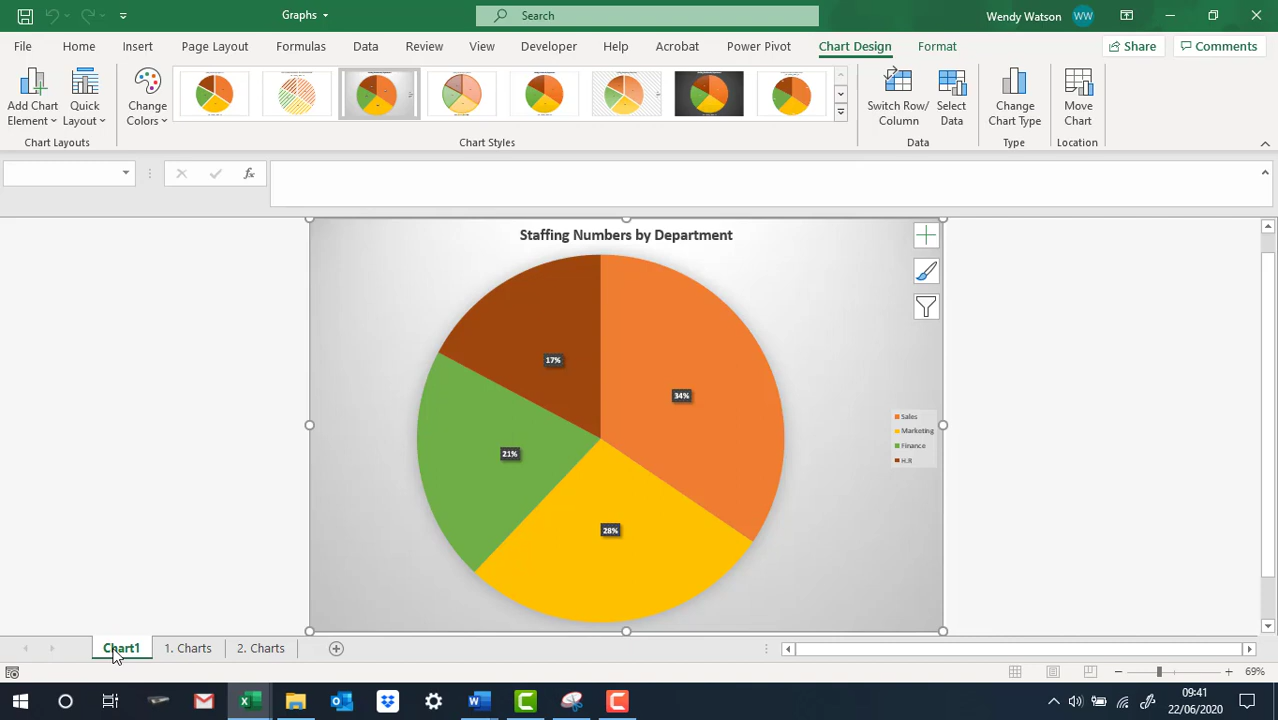 Graphs
Search
Wendy Watson WW
File Home Insert Page Layout Formulas Data Review View Developer Help Acrobat Power Pivot Chart Design Format Share Comments
Add Chart Element
Quick Layout
Change Colors
Switch Row/ Column
Select Data
Change Chart Type
Move Chart
Chart Layouts Chart Styles Data Type Location
fx
Staffing Numbers by Department
17%
34%
21%
28%
Sales
Marketing
Finance
H.R
Chart1 1. Charts 2. Charts
69%
09:41
22/06/2020